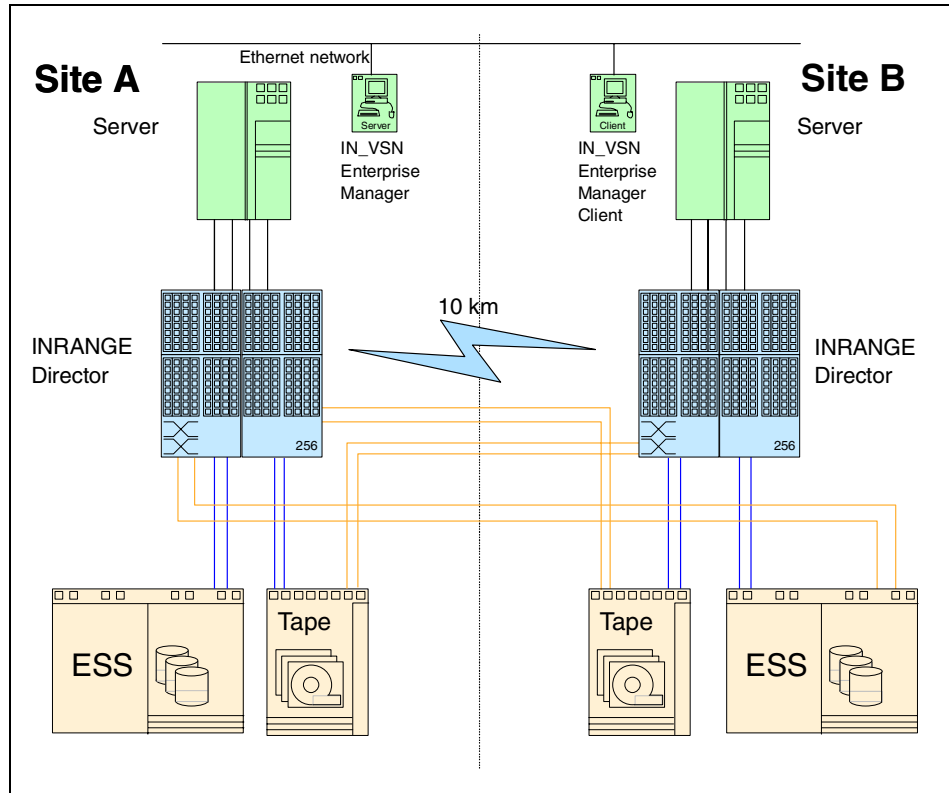 Ethernet network
Site A
Site B
Server
Server
Client
Server
IN_VSN
Enterprise
Manager
IN_VSN
Enterprise
Manager
Client
10 km
INRANGE
Director
INRANGE
Director
256
256
ESS
Tape
Tape
ESS